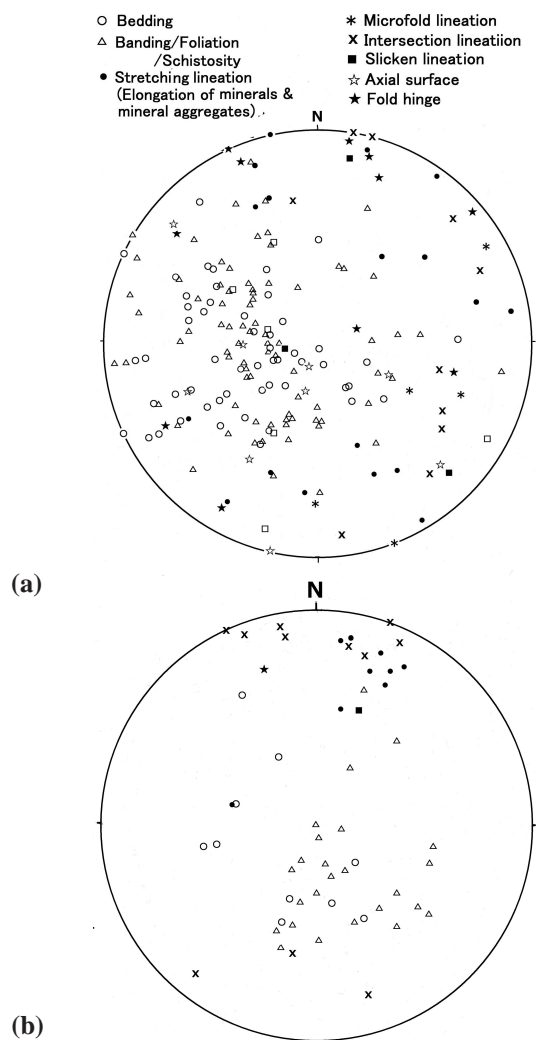 Bedding
Banding/Foliation
/Schistosity
Stretching lineation
(Elongation of minerals &
mineral aggregates)
Microfold lineation
Intersection lineatiion
Slicken lineation
Axial surface
Fold hinge
N
(a)
N
(b)